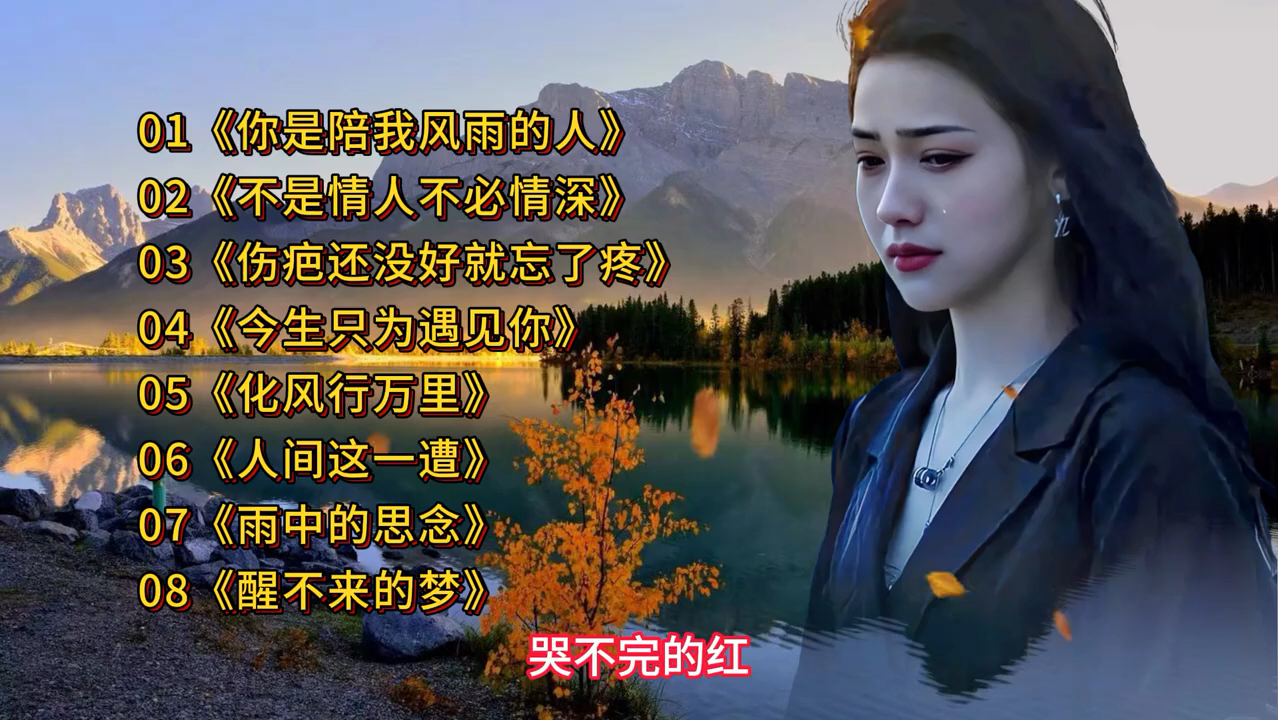 01《你是陪我风雨的人》
02《不是情人不必情深》
03《伤疤还没好就忘了疼》
04《今生只为遇见你》
05《化风行万里》
06《人间这一遭》
07《雨中的思念》
08《醒不来的梦》
哭不完的红